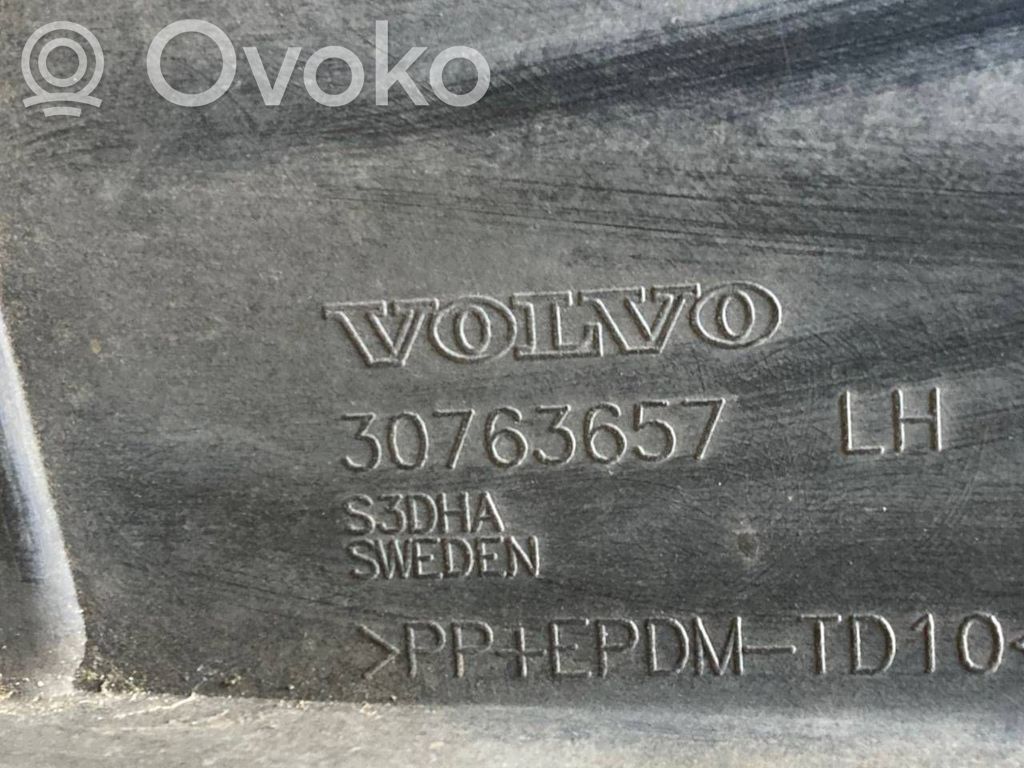 Ovoko
VOLVO
30763657 LH
S3DHA
SWEDEN
>PP+EPDM-TD10<